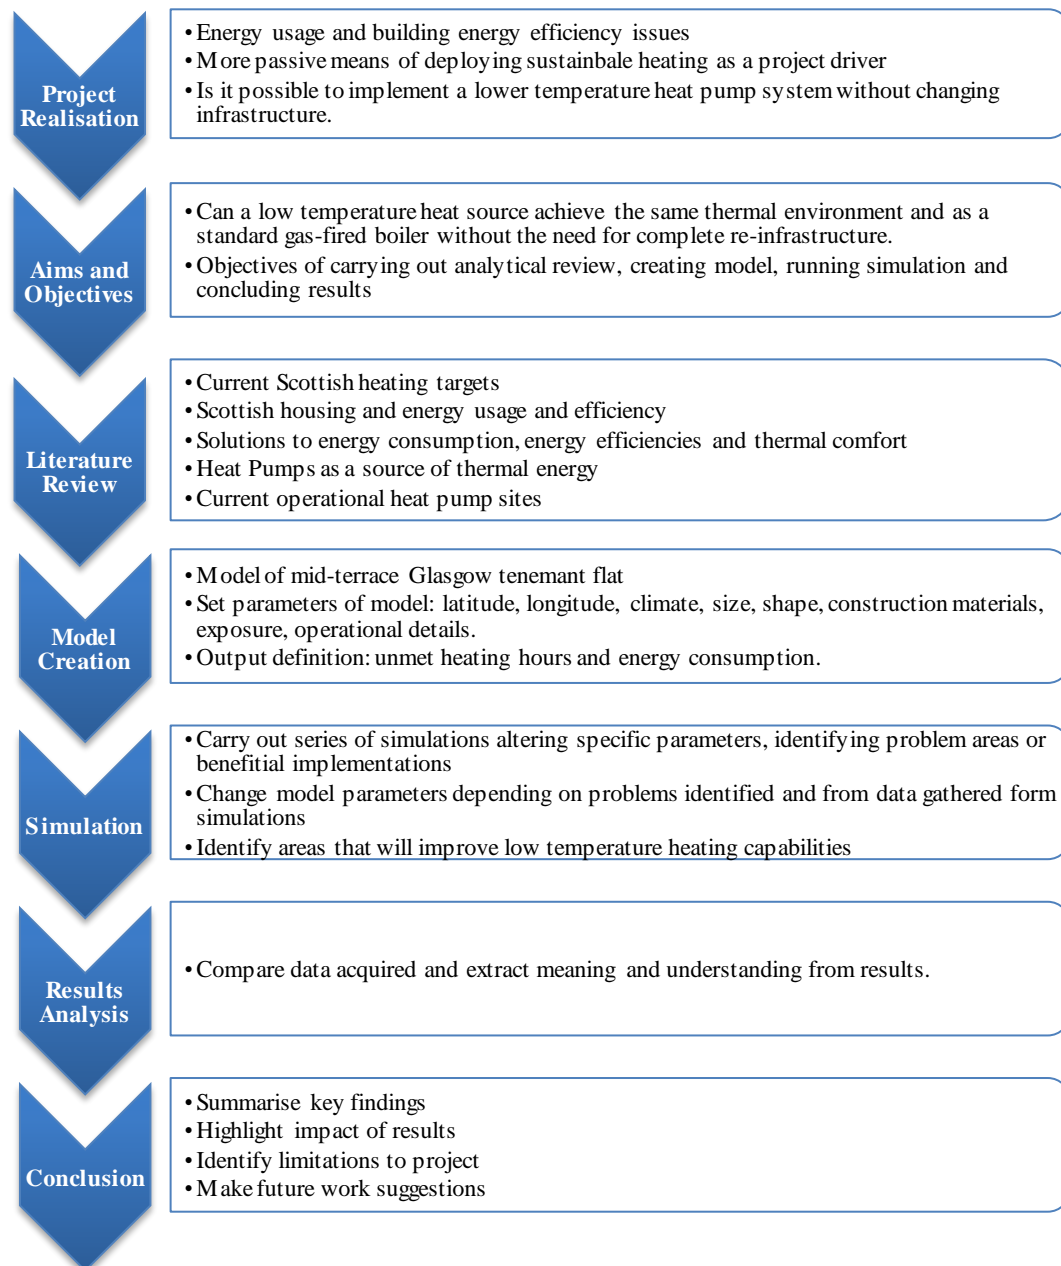 Project
Realisation
• Energy usage and building energy efficiency issues
• More passive means of deploying sustainbale heating as a project driver
• Is it possible to implement a lower temperature heat pump system without changing
infrastructure.
Aims and
Objectives
• Can a low temperature heat source achieve the same thermal environment and as a
standard gas-fired boiler without the need for complete re-infrastructure.
• Objectives of carrying out analytical review, creating model, running simulation and
concluding results
Literature
Review
• Current Scottish heating targets
• Scottish housing and energy usage and efficiency
• Solutions to energy consumption, energy efficiencies and thermal comfort
• Heat Pumps as a source of thermal energy
• Current operational heat pump sites
Model
Creation
• Model of mid-terrace Glasgow tenemant flat
• Set parameters of model: latitude, longitude, climate, size, shape, construction materials,
exposure, operational details.
• Output definition: unmet heating hours and energy consumption.
Simulation
• Carry out series of simulations altering specific parameters, identifying problem areas or
benefitial implementations
• Change model parameters depending on problems identified and from data gathered form
simulations
• Identify areas that will improve low temperature heating capabilities
Results
Analysis
• Compare data acquired and extract meaning and understanding from results.
Conclusion
• Summarise key findings
• Highlight impact of results
• Identify limitations to project
• Make future work suggestions